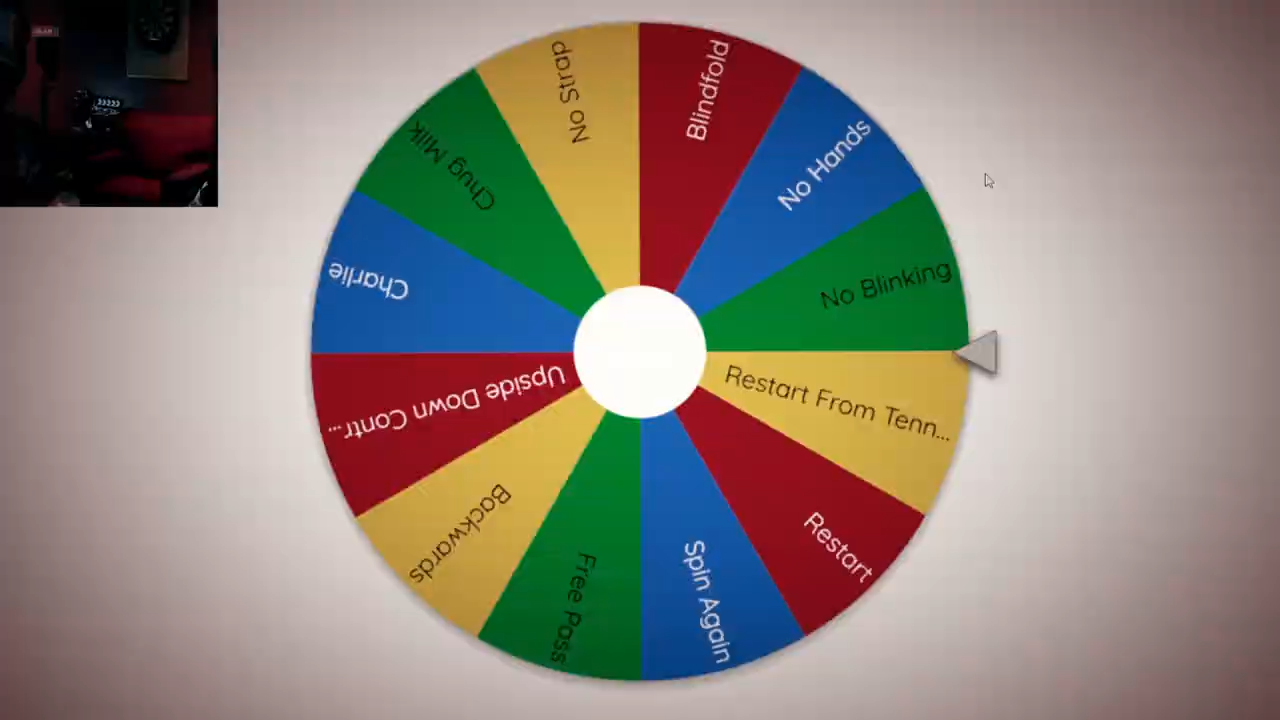 Blindfold
No Hands
No Blinking
Restart From Tenn...
Restart
Spin Again
Free Pass
Backwards
Upside Down Contr...
Charlie
Chug Milk
No Strap